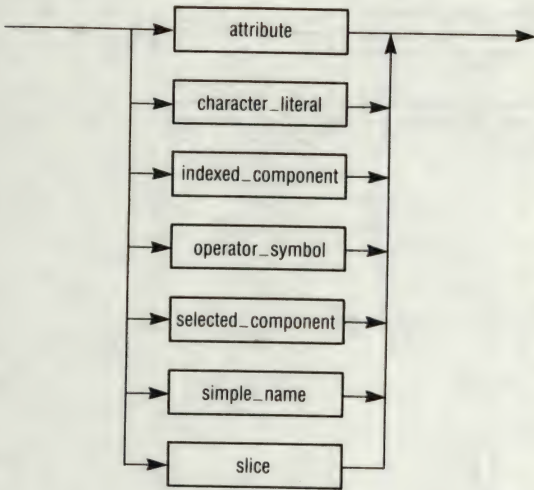 attribute
character_literal
indexed_component
operator_symbol
selected_component
simple_name
slice